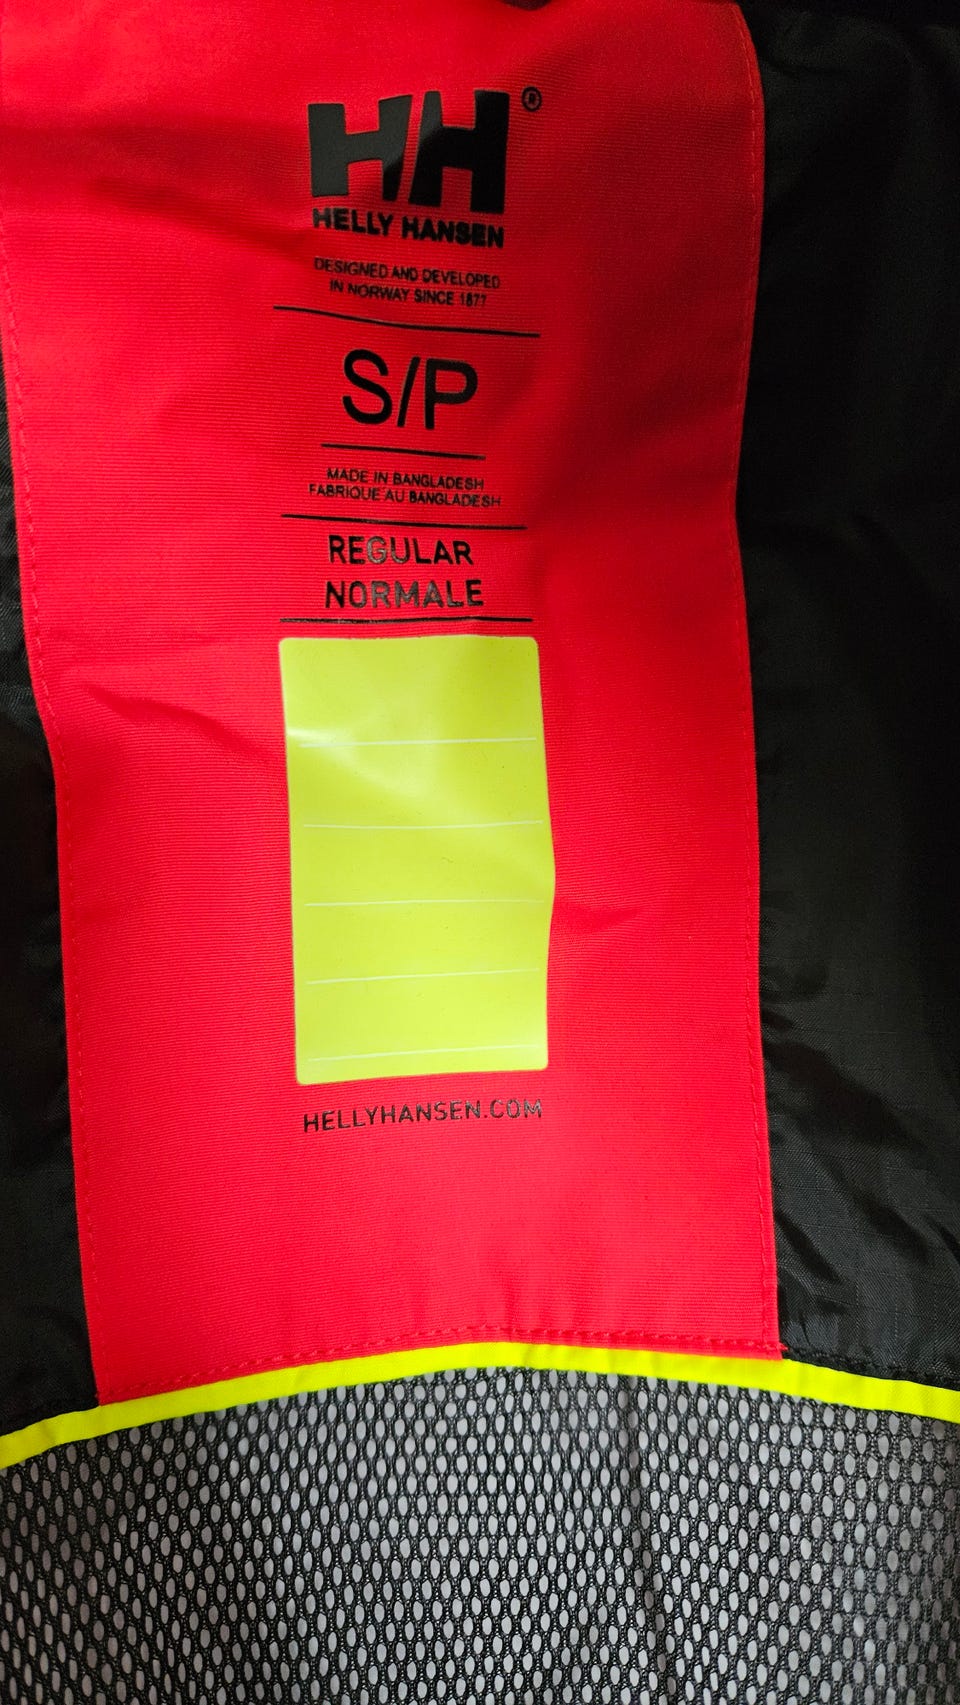 HH®
HELLY HANSEN
DESIGNED AND DEVELOPED
IN NORWAY SINCE 1877
S/P
MADE IN BANGLADESH
FABRIQUE AU BANGLADESH
REGULAR
NORMALE
HELLYHANSEN.COM